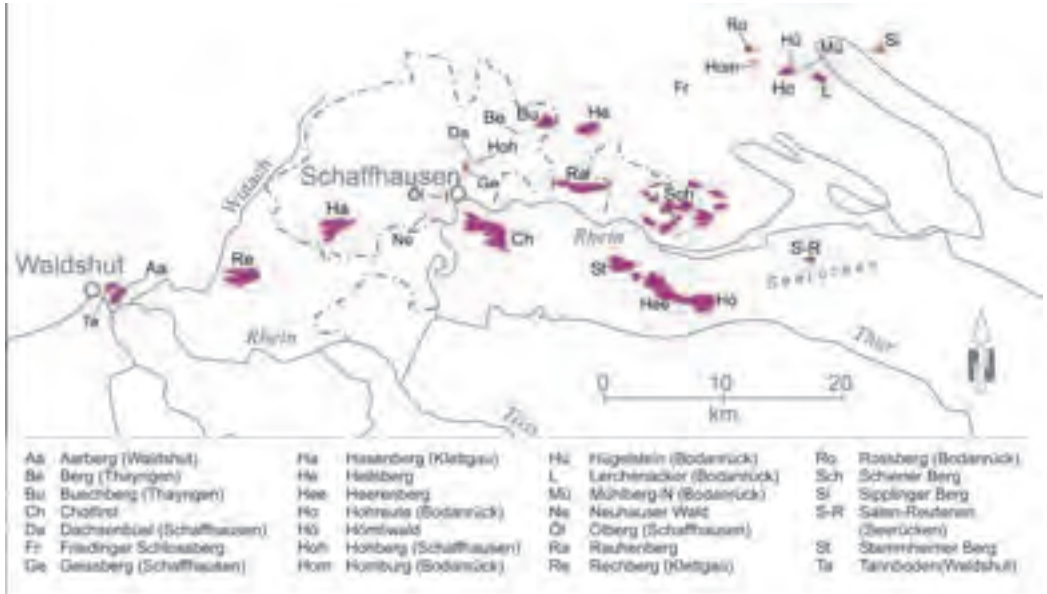 Ro
Hü
Mü
Si
Hom
Fr
Ho
L
Be
Bu
He
Da
Hoh
Schaffhausen
Ge
Ra
Sch
Wutach
Öl
Ha
Ne
Ch
Rhein
S-R
Seerücken
Waldshut
Aa
Re
St
Hee
Hö
Ta
Rhein
Thur
0 10 20
km
Töss
N
Aa Aarberg (Waldshut)
Be Berg (Thayngen)
Bu Buechberg (Thayngen)
Ch Cholfirst
Da Dachsenbüel (Schaffhausen)
Fr Friedinger Schlossberg
Ge Geissberg (Schaffhausen)
Ha Hasenberg (Klettgau)
He Heilsberg
Hee Heerenberg
Ho Hohreute (Bodanrück)
Hö Hörnliwald
Hoh Hohberg (Schaffhausen)
Hom Homburg (Bodanrück)
Hü Hügelstein (Bodanrück)
L Lerchenacker (Bodanrück)
Mü Mühlberg-N (Bodanrück)
Ne Neuhauser Wald
Öl Ölberg (Schaffhausen)
Ra Rauhenberg
Re Rechberg (Klettgau)
Ro Rossberg (Bodanrück)
Sch Schiener Berg
Si Sipplinger Berg
S-R Salen-Reutenen
(Seerücken)
St Stammheimer Berg
Ta Tannboden(Waldshut)